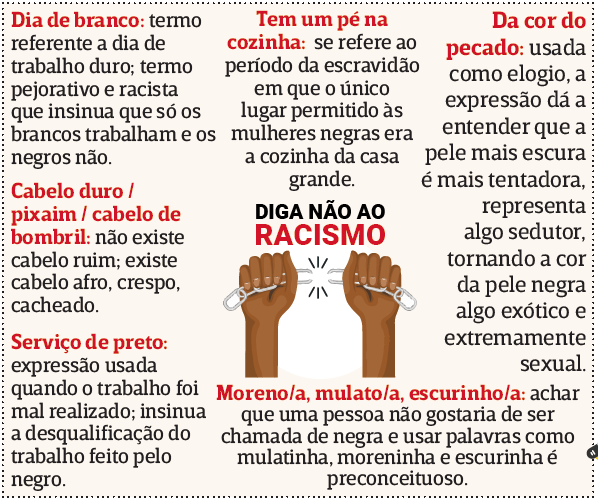 Dia de branco: termo
referente a dia de
trabalho duro; termo
pejorativo e racista
que insinua que só os
brancos trabalham e os
negros não.
Cabelo duro /
pixaim / cabelo de
bombril: não existe
cabelo ruim; existe
cabelo afro, crespo,
cacheado.
Serviço de preto:
expressão usada
quando o trabalho foi
mal realizado; insinua
a desqualificação do
trabalho feito pelo
negro.
Tem um pé na
cozinha: se refere ao
período da escravidão
em que o único
lugar permitido às
mulheres negras era
a cozinha da casa
grande.
DIGA NÃO AO
RACISMO
Da cor do
pecado: usada
como elogio, a
expressão dá a
entender que a
pele mais escura
é mais tentadora,
representa
algo sedutor,
tornando a cor
da pele negra
algo exótico e
extremamente
sexual.
Moreno/a, mulato/a, escurinho/a: achar
que uma pessoa não gostaria de ser
chamada de negra e usar palavras como
mulatinha, moreninha e escurinha é
preconceituoso.